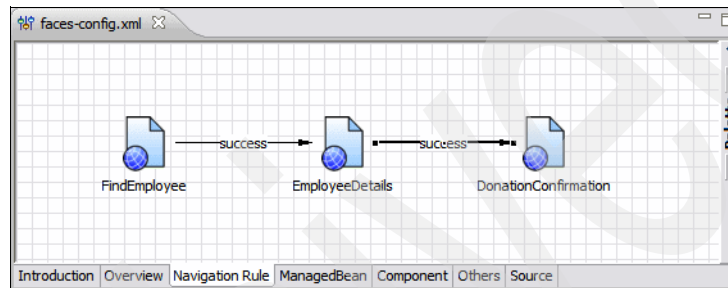 faces-config.xml
success success
FindEmployee EmployeeDetails DonationConfirmation
Introduction Overview Navigation Rule ManagedBean Component Others Source